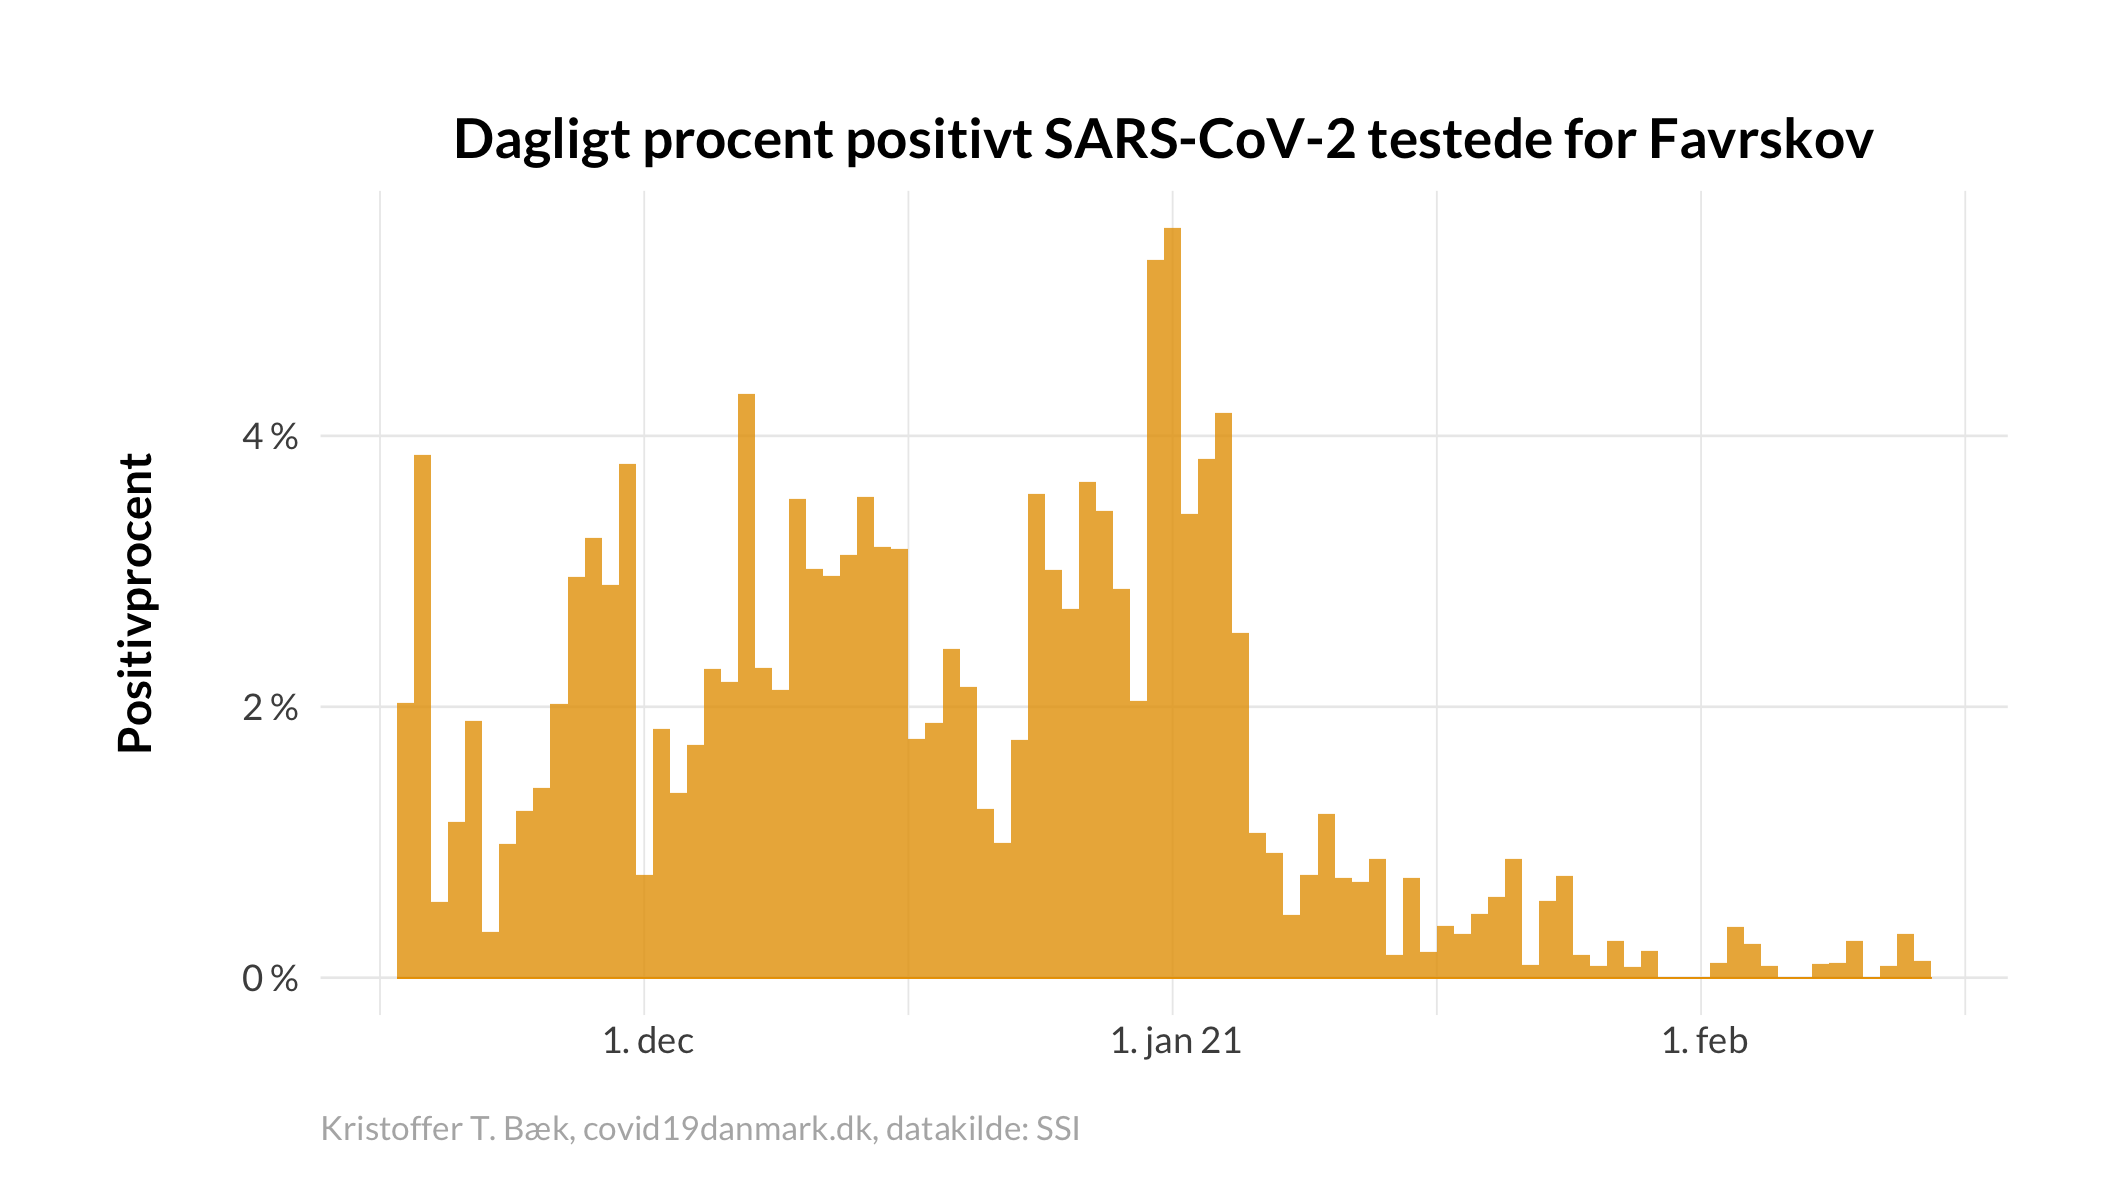 Dagligt procent positivt SARS-CoV-2 testede for Favrskov
Positivprocent
4 %
2 %
0 %
1. dec
1. jan 21
1. feb
Kristoffer T. Bæk, covid19danmark.dk, datakilde: SSI